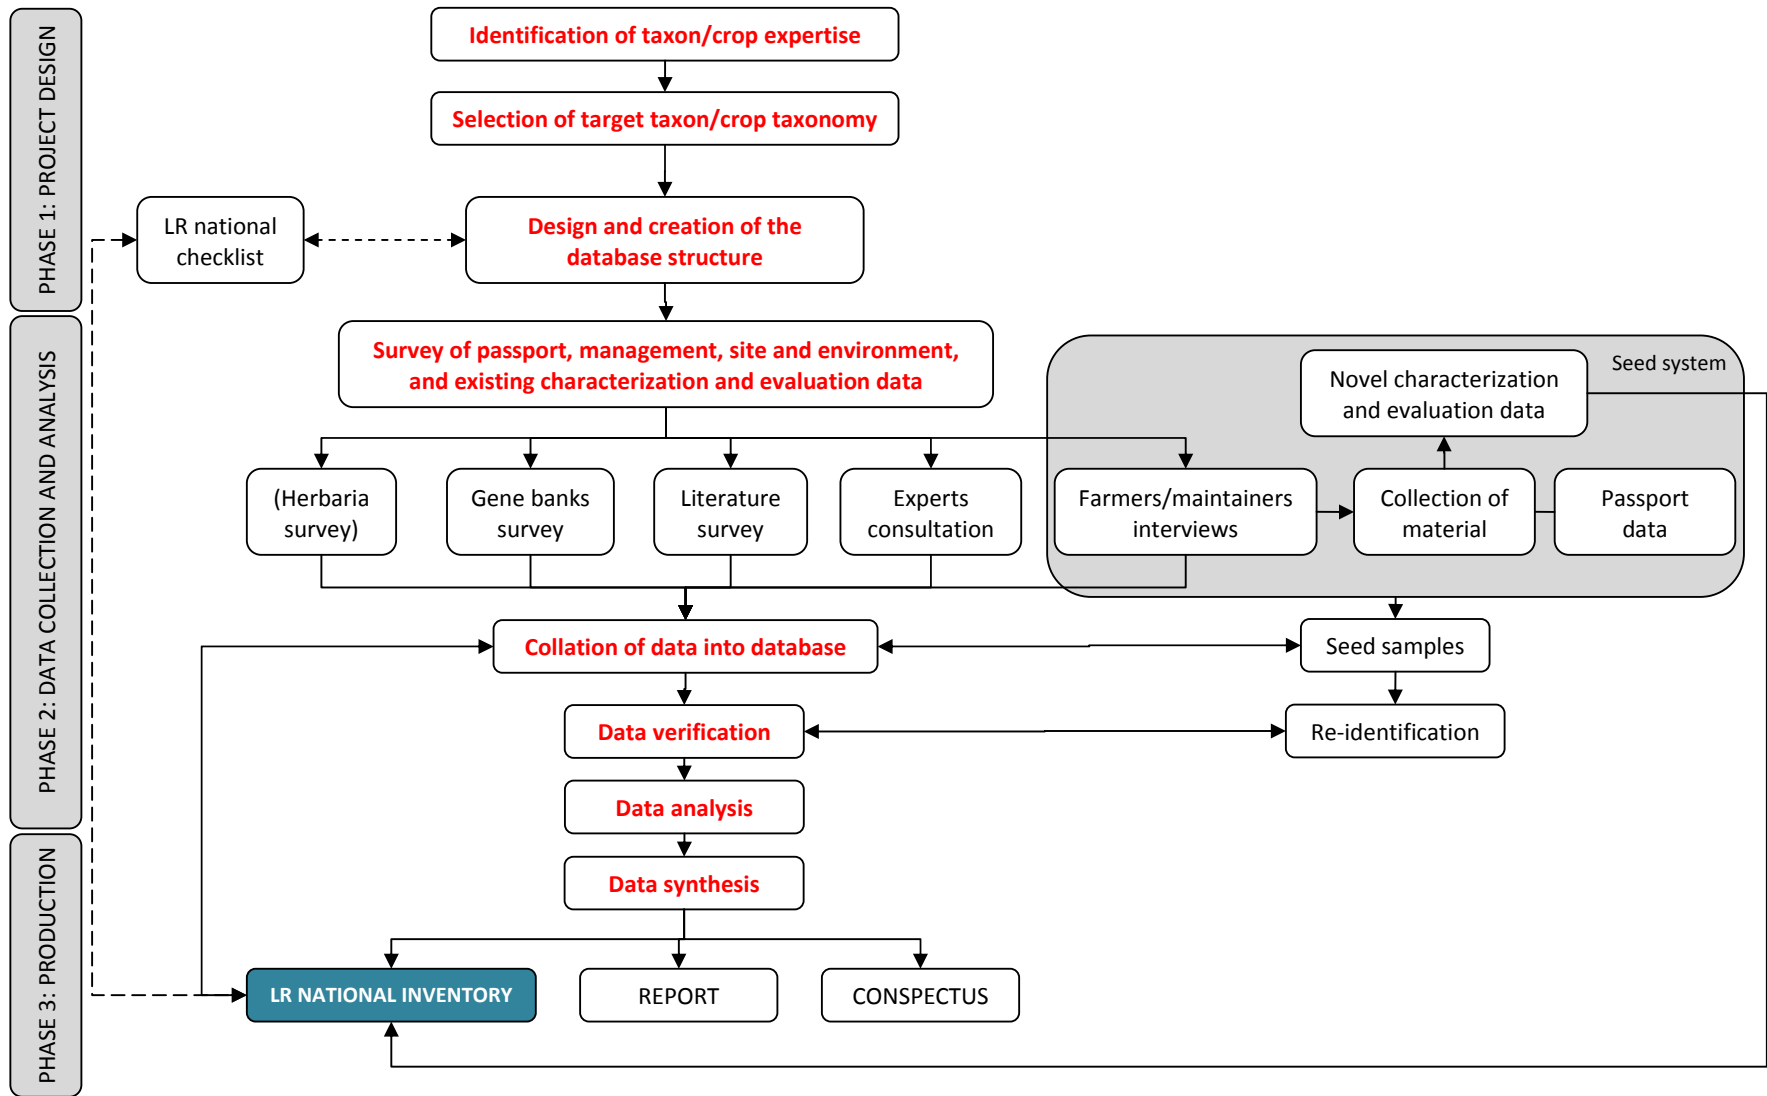 PHASE 1: PROJECT DESIGN
Identification of taxon/crop expertise
Selection of target taxon/crop taxonomy
LR national
checklist
Design and creation of the
database structure
PHASE 2: DATA COLLECTION AND ANALYSIS
Survey of passport, management, site and environment,
and existing characterization and evaluation data
Seed system
Novel characterization
and evaluation data
(Herbaria
survey)
Gene banks
survey
Literature
survey
Experts
consultation
Farmers/maintainers
interviews
Collection of
material
Passport
data
Collation of data into database
Seed samples
Data verification
Re-identification
Data analysis
PHASE 3: PRODUCTION
Data synthesis
LR NATIONAL INVENTORY
REPORT
CONSPECTUS